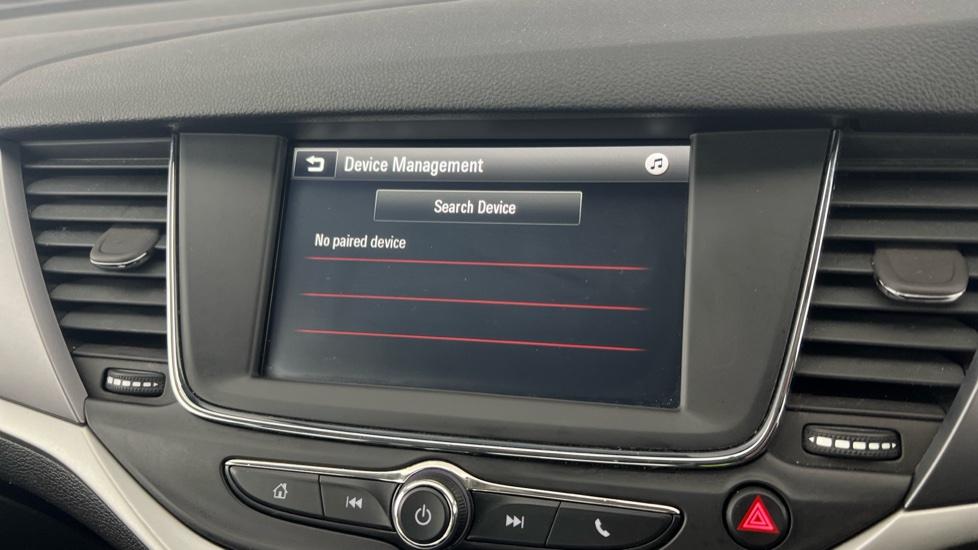 Device Management
Search Device
No paired device